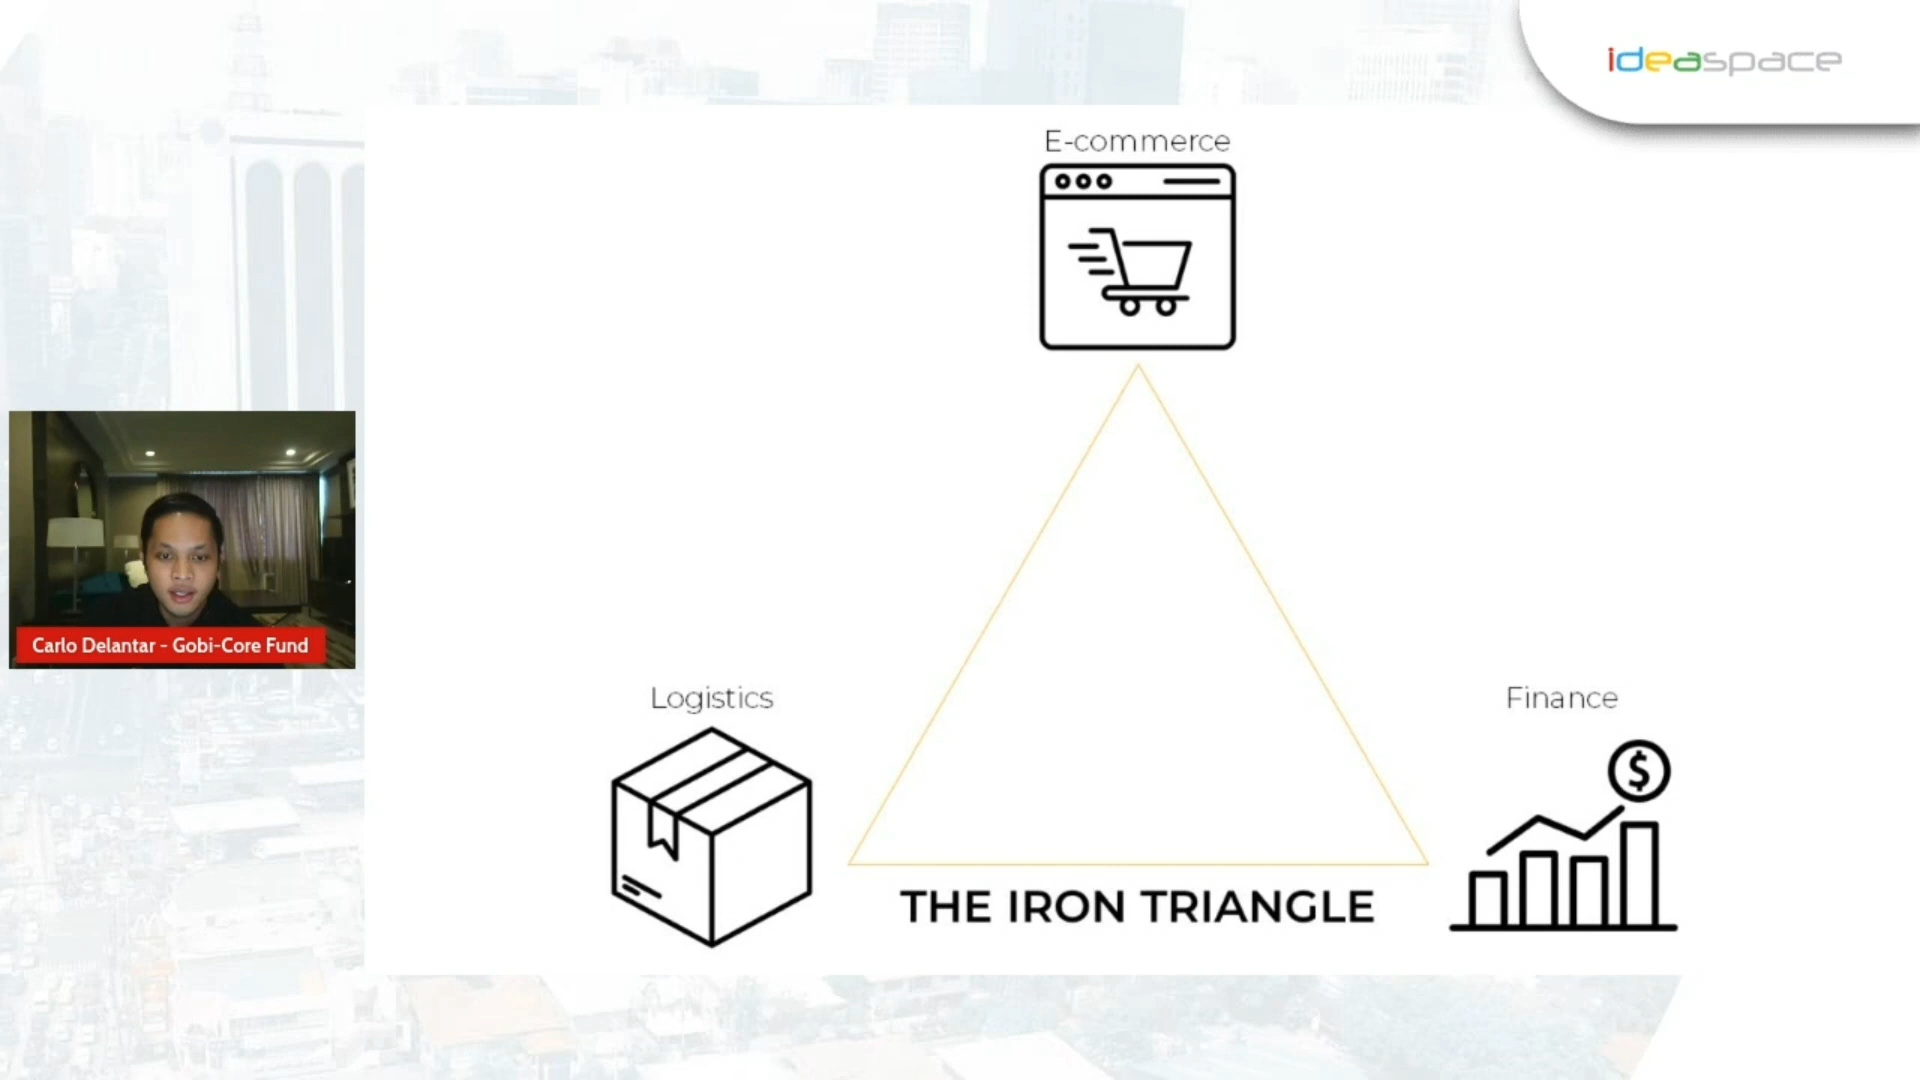 ideaspace
E-commerce
Carlo Delantar - Gobi-Core Fund
Logistics
Finance
$
THE IRON TRIANGLE